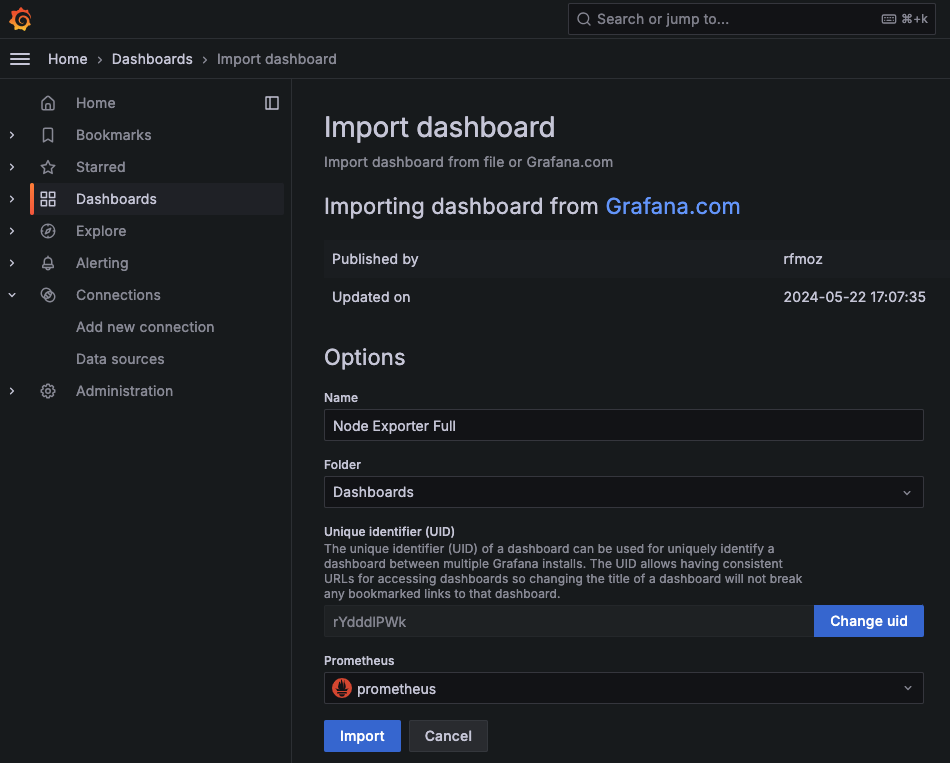 Search or jump to...
⌘+k
Home › Dashboards › Import dashboard
Home
Bookmarks
Starred
Dashboards
Explore
Alerting
Connections
Add new connection
Data sources
Administration
Import dashboard
Import dashboard from file or Grafana.com
Importing dashboard from Grafana.com
Published by rfmoz
Updated on 2024-05-22 17:07:35
Options
Name
Node Exporter Full
Folder
Dashboards
Unique identifier (UID)
The unique identifier (UID) of a dashboard can be used for uniquely identify a
dashboard between multiple Grafana installs. The UID allows having consistent
URLs for accessing dashboards so changing the title of a dashboard will not break
any bookmarked links to that dashboard.
rYdddlPWk
Change uid
Prometheus
prometheus
Import
Cancel